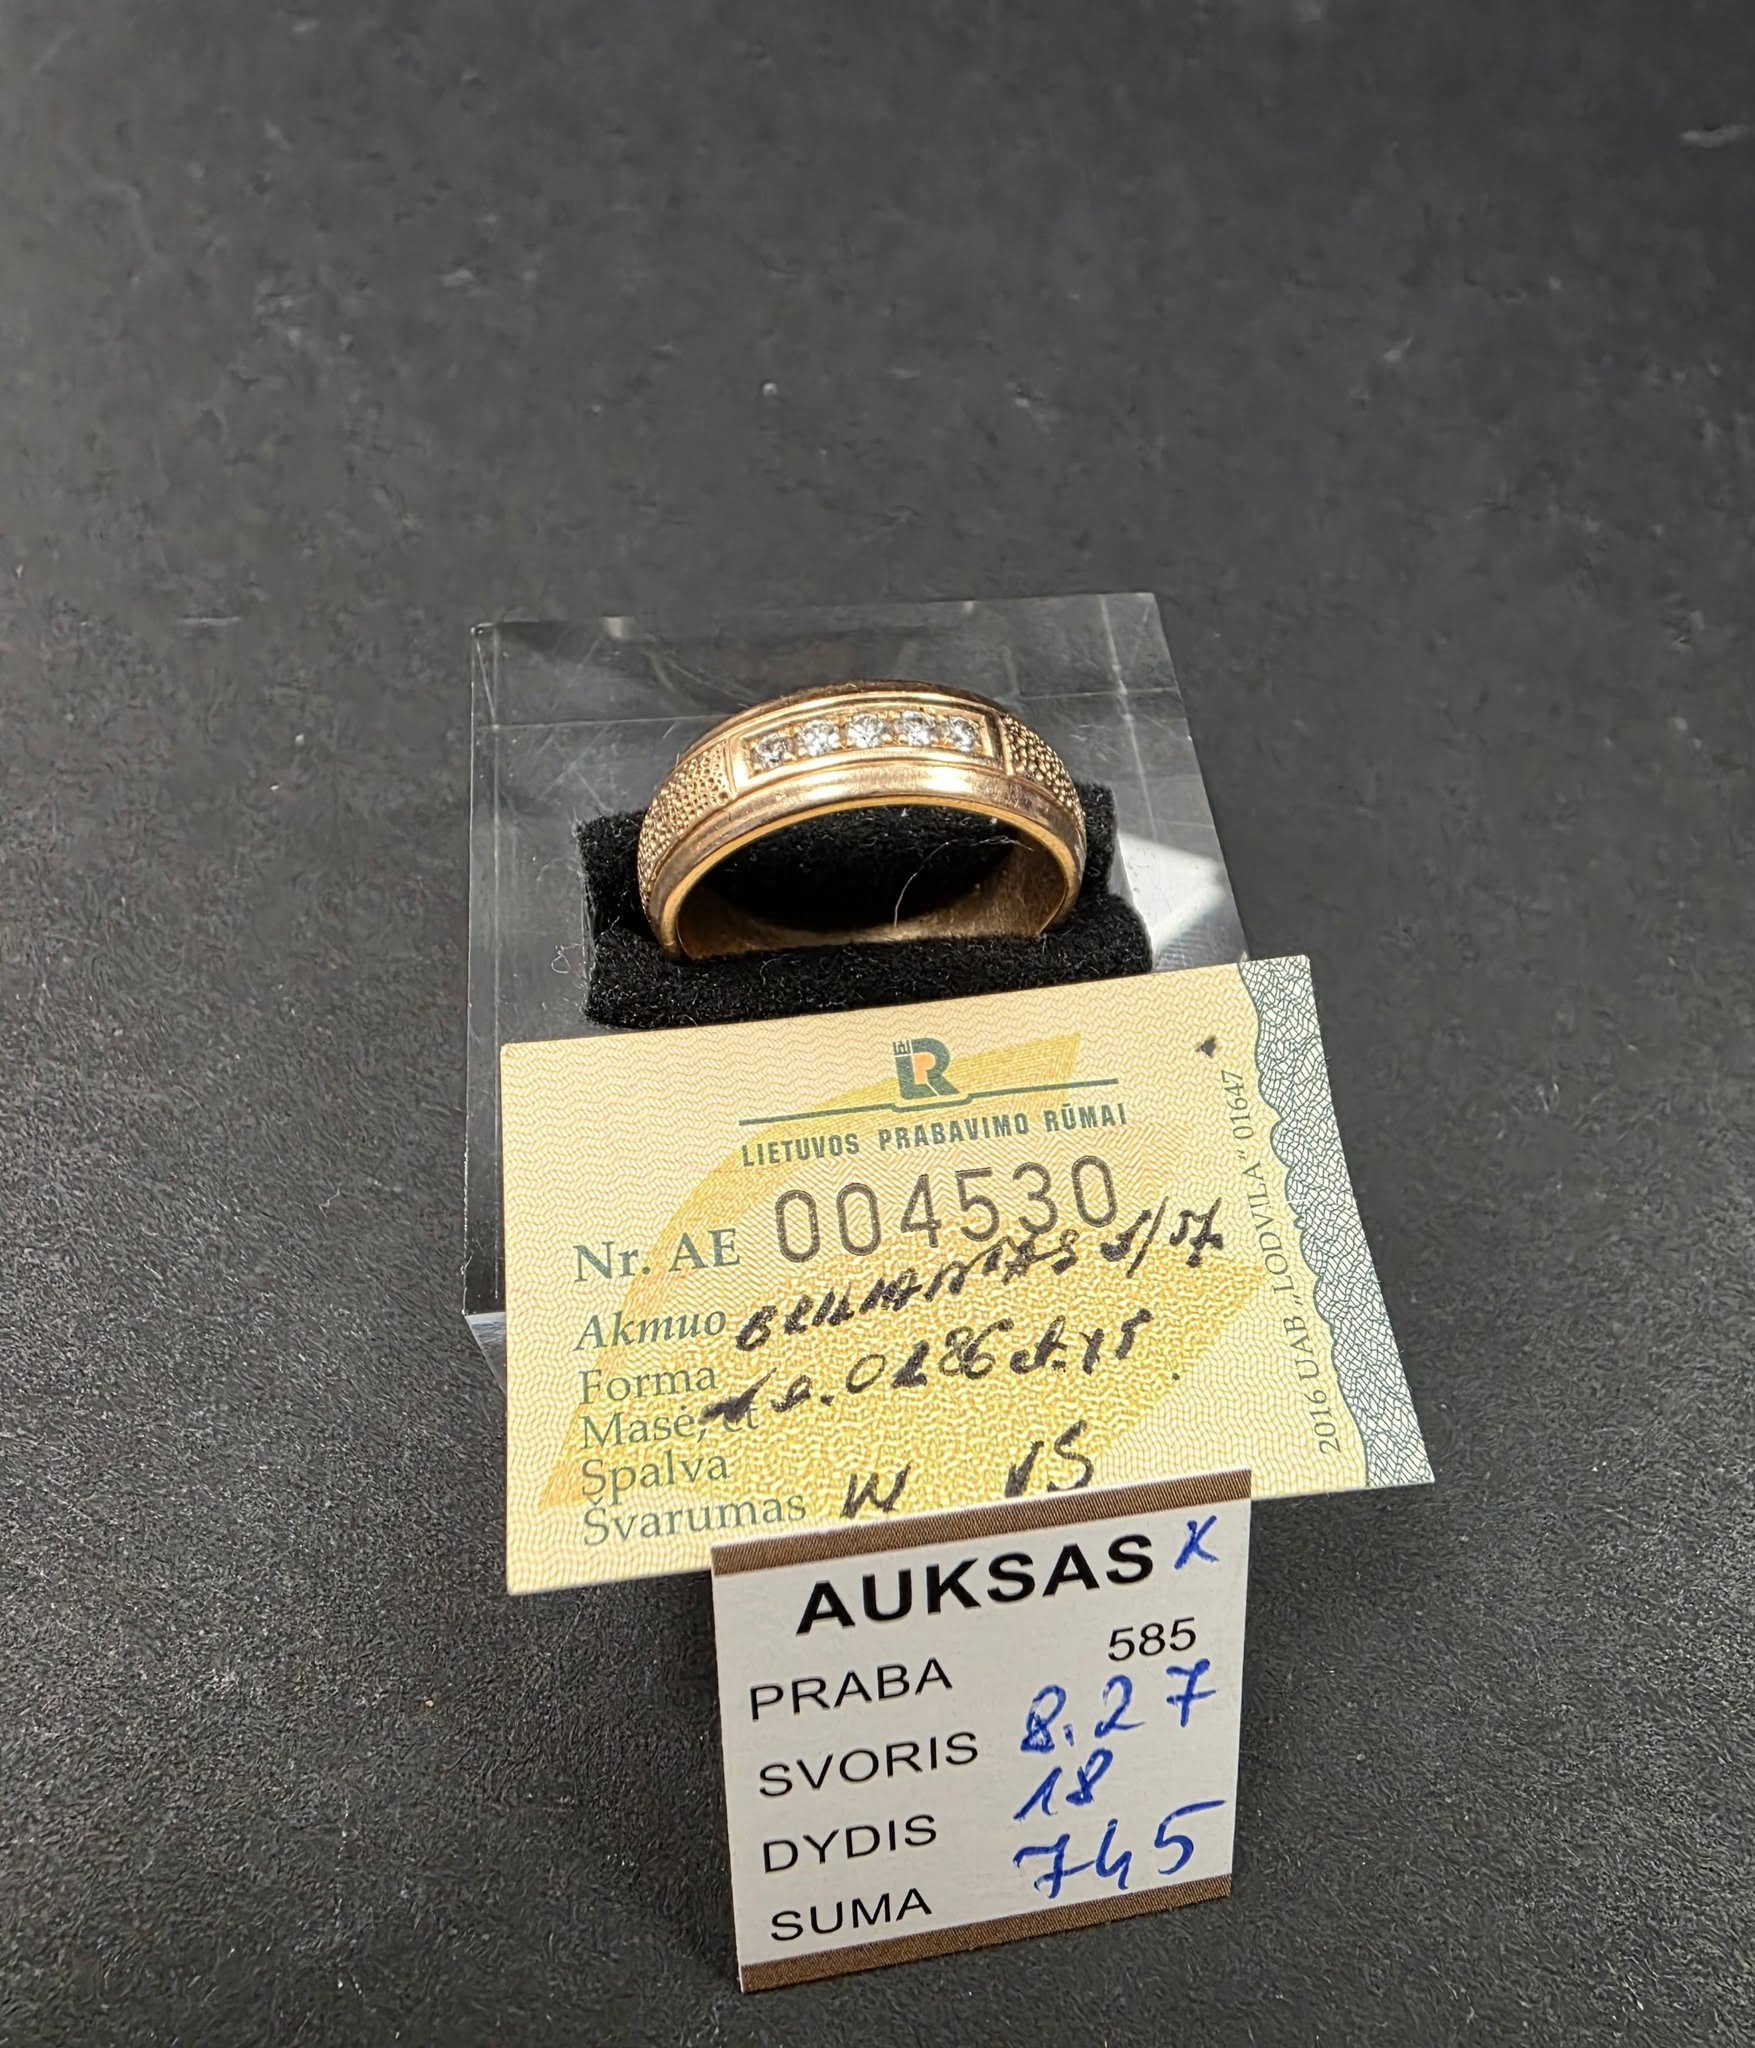 LR
LIETUVOS PRABAVIMO RŪMAI
Nr. AE 004530
Akmuo
Forma
Masė, ct
Spalva
Švarumas W VS
2016 UAB „LODVILA" 01647
AUKSAS X
PRABA 585
SVORIS 8.27
DYDIS 18
SUMA 745